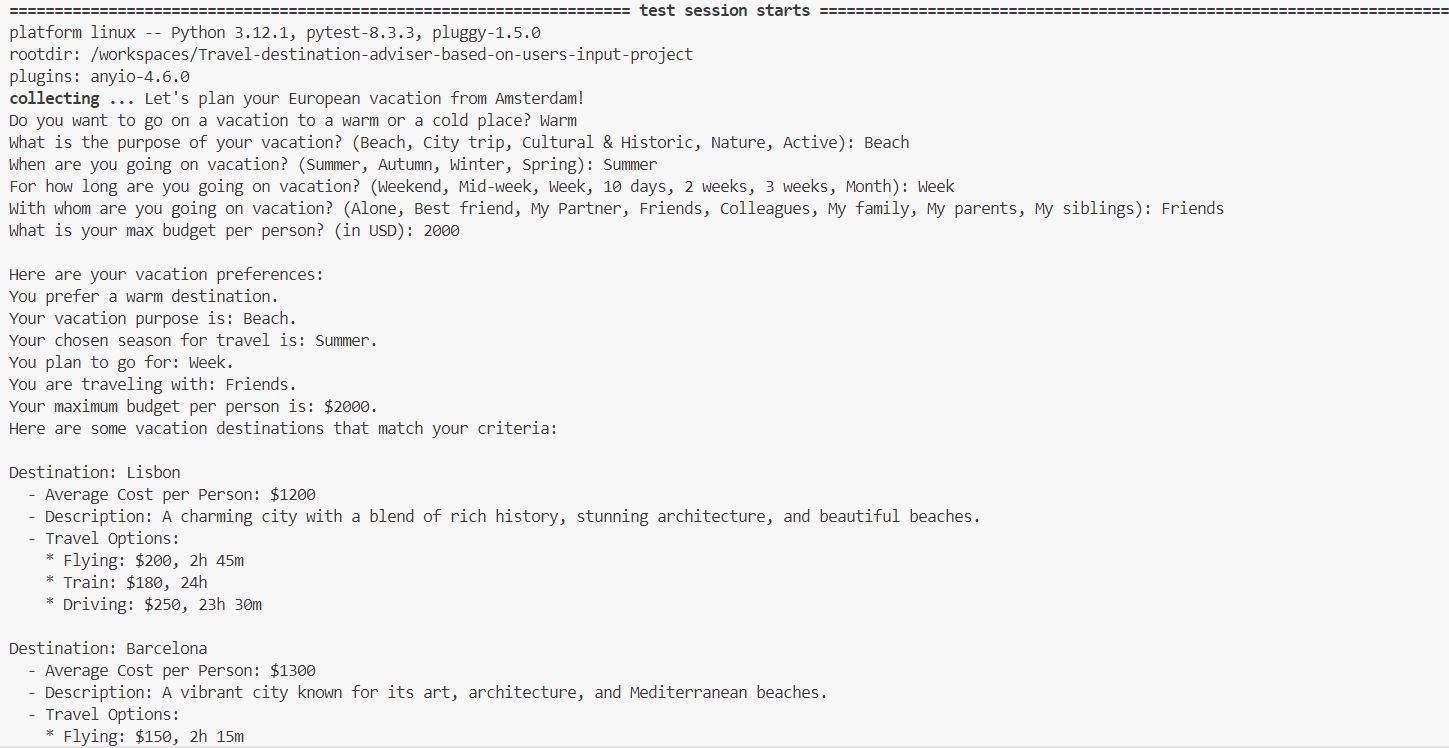 ===================================================================== test session starts ======================================================================
platform linux -- Python 3.12.1, pytest-8.3.3, pluggy-1.5.0
rootdir: /workspaces/Travel-destination-adviser-based-on-users-input-project
plugins: anyio-4.6.0
collecting ... Let's plan your European vacation from Amsterdam!
Do you want to go on a vacation to a warm or a cold place? Warm
What is the purpose of your vacation? (Beach, City trip, Cultural & Historic, Nature, Active): Beach
When are you going on vacation? (Summer, Autumn, Winter, Spring): Summer
For how long are you going on vacation? (Weekend, Mid-week, Week, 10 days, 2 weeks, 3 weeks, Month): Week
With whom are you going on vacation? (Alone, Best friend, My Partner, Friends, Colleagues, My family, My parents, My siblings): Friends
What is your max budget per person? (in USD): 2000

Here are your vacation preferences:
You prefer a warm destination.
Your vacation purpose is: Beach.
Your chosen season for travel is: Summer.
You plan to go for: Week.
You are traveling with: Friends.
Your maximum budget per person is: $2000.
Here are some vacation destinations that match your criteria:

Destination: Lisbon
  - Average Cost per Person: $1200
  - Description: A charming city with a blend of rich history, stunning architecture, and beautiful beaches.
  - Travel Options:
    * Flying: $200, 2h 45m
    * Train: $180, 24h
    * Driving: $250, 23h 30m

Destination: Barcelona
  - Average Cost per Person: $1300
  - Description: A vibrant city known for its art, architecture, and Mediterranean beaches.
  - Travel Options:
    * Flying: $150, 2h 15m